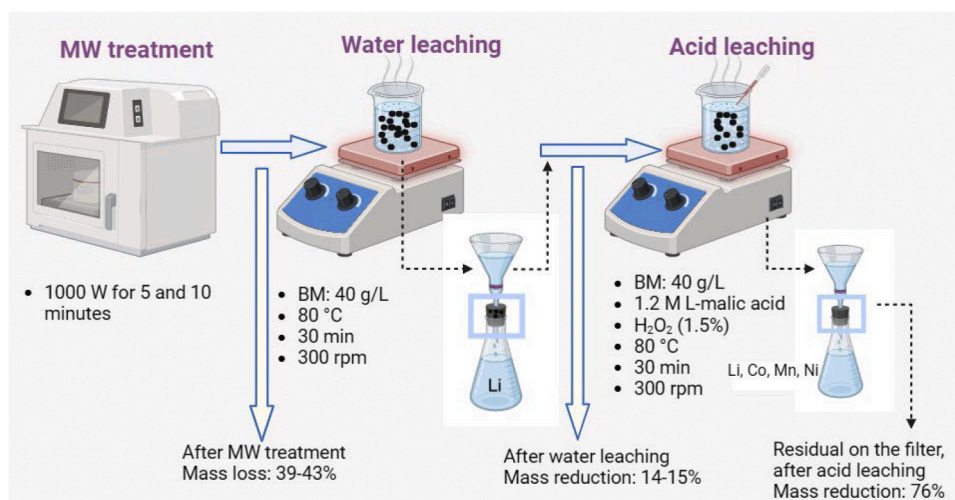 MW treatment
Water leaching
Acid leaching
• 1000 W for 5 and 10
minutes
• BM: 40 g/L
• 80 °C
• 30 min
• 300 rpm
Li
• BM: 40 g/L
• 1.2 M L-malic acid
• H₂O₂ (1.5%)
• 80 °C
• 30 min
• 300 rpm
Li, Co, Mn, Ni
After MW treatment
Mass loss: 39-43%
After water leaching
Mass reduction: 14-15%
Residual on the filter,
after acid leaching
Mass reduction: 76%